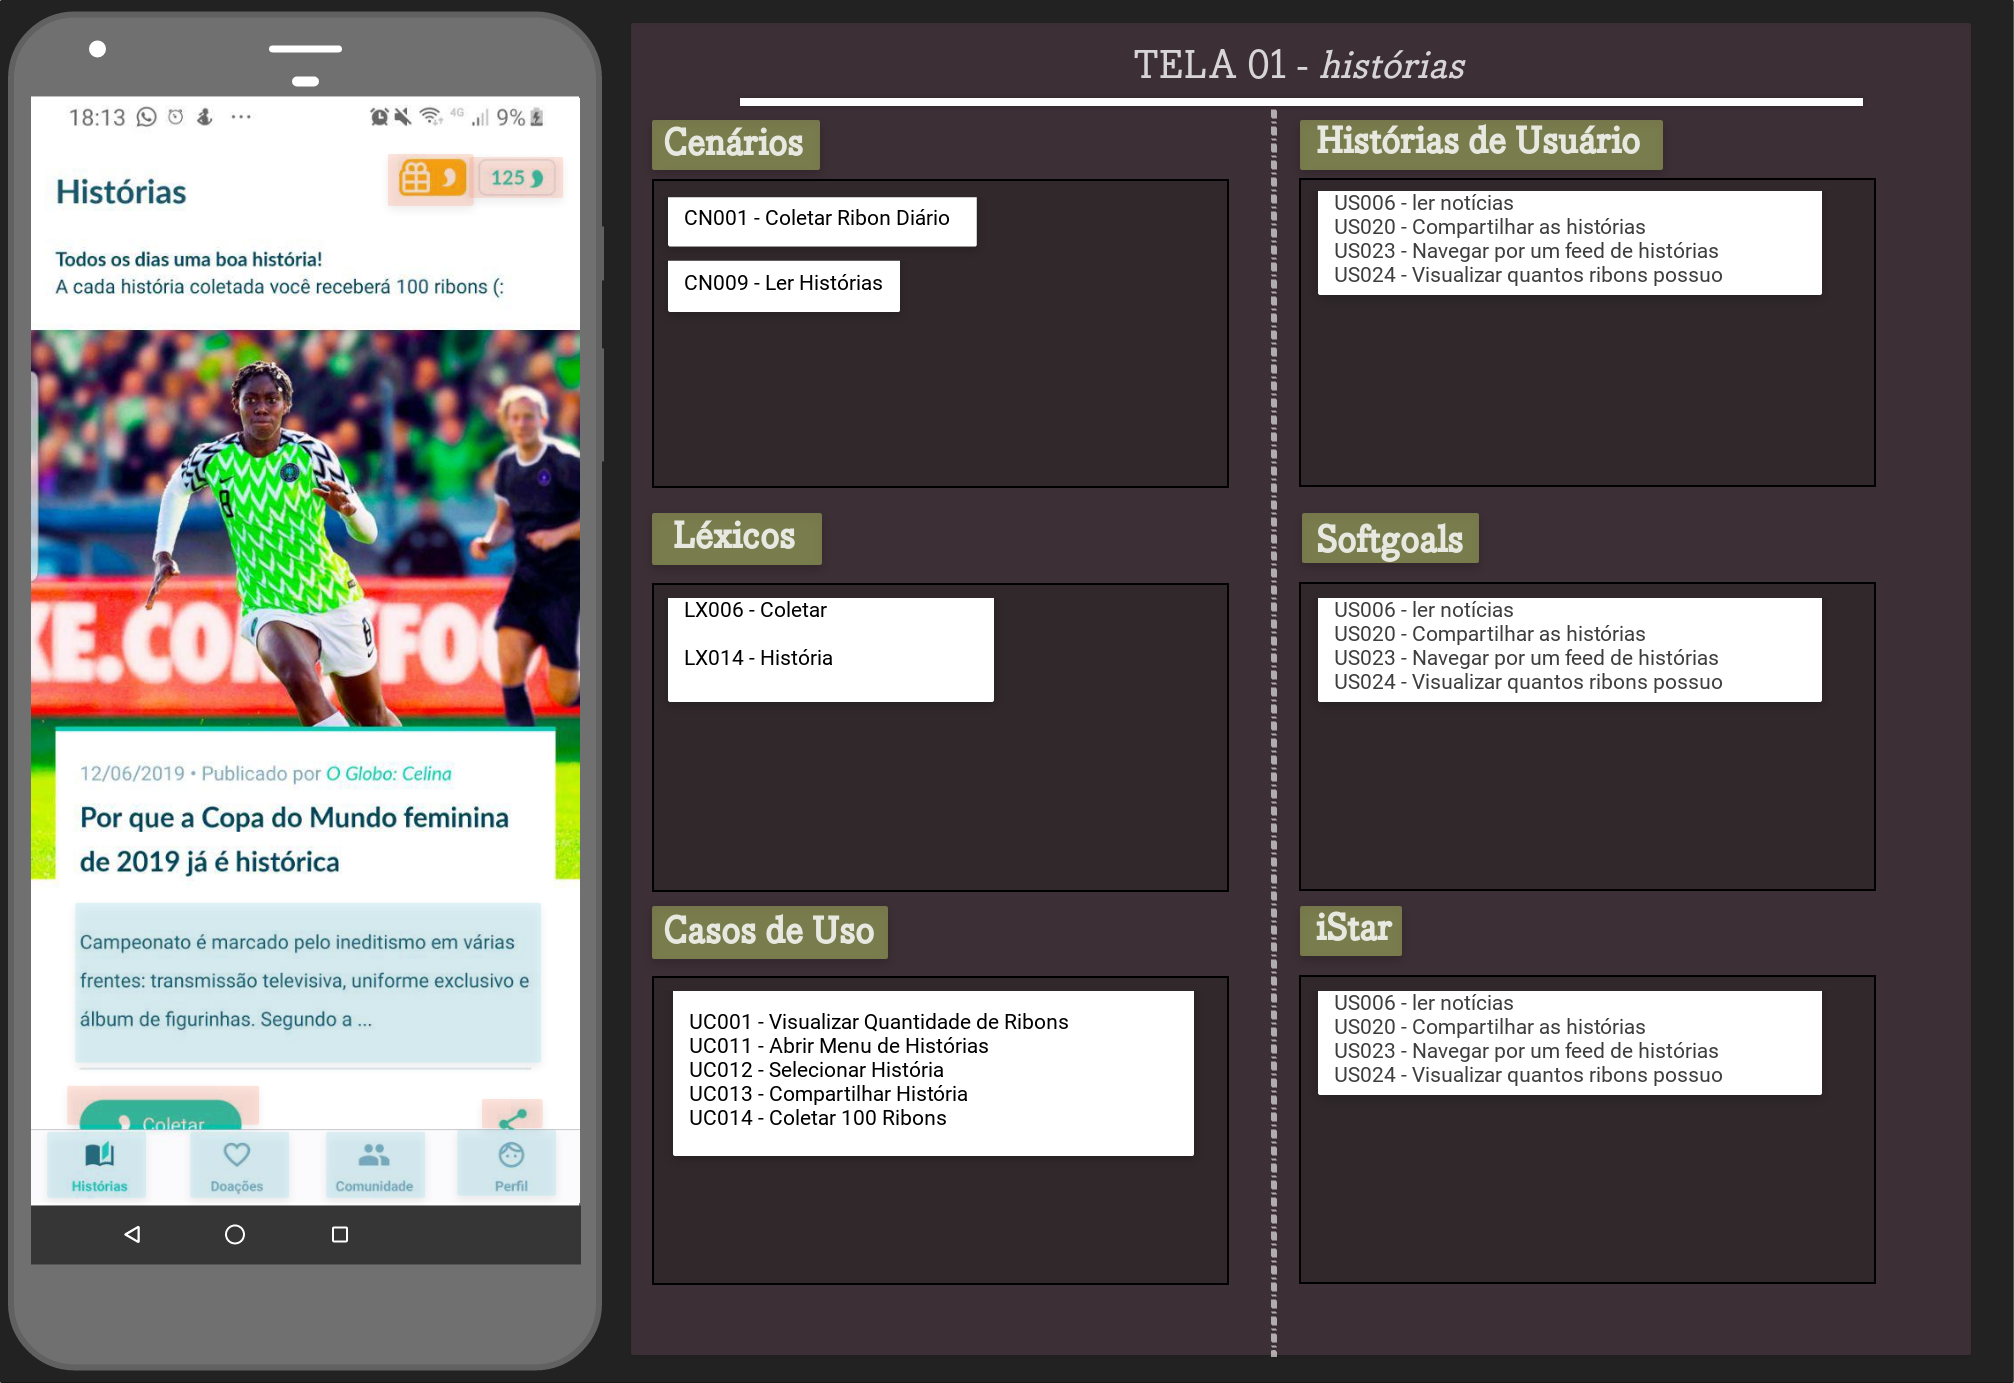 18:13
4G
9%
Histórias
125
Todos os dias uma boa história!
A cada história coletada você receberá 100 ribons (:
8
8
KE.COM
FOO
12/06/2019 • Publicado por O Globo: Celina
Por que a Copa do Mundo feminina
de 2019 já é histórica
Campeonato é marcado pelo ineditismo em várias
frentes: transmissão televisiva, uniforme exclusivo e
álbum de figurinhas. Segundo a ...
Coletar
Histórias
Doações
Comunidade
Perfil
TELA 01 - histórias
Cenários
CN001 - Coletar Ribon Diário
CN009 - Ler Histórias
Léxicos
LX006 - Coletar
LX014 - História
Casos de Uso
UC001 - Visualizar Quantidade de Ribons
UC011 - Abrir Menu de Histórias
UC012 - Selecionar História
UC013 - Compartilhar História
UC014 - Coletar 100 Ribons
Histórias de Usuário
US006 - ler notícias
US020 - Compartilhar as histórias
US023 - Navegar por um feed de histórias
US024 - Visualizar quantos ribons possuo
Softgoals
US006 - ler notícias
US020 - Compartilhar as histórias
US023 - Navegar por um feed de histórias
US024 - Visualizar quantos ribons possuo
iStar
US006 - ler notícias
US020 - Compartilhar as histórias
US023 - Navegar por um feed de histórias
US024 - Visualizar quantos ribons possuo